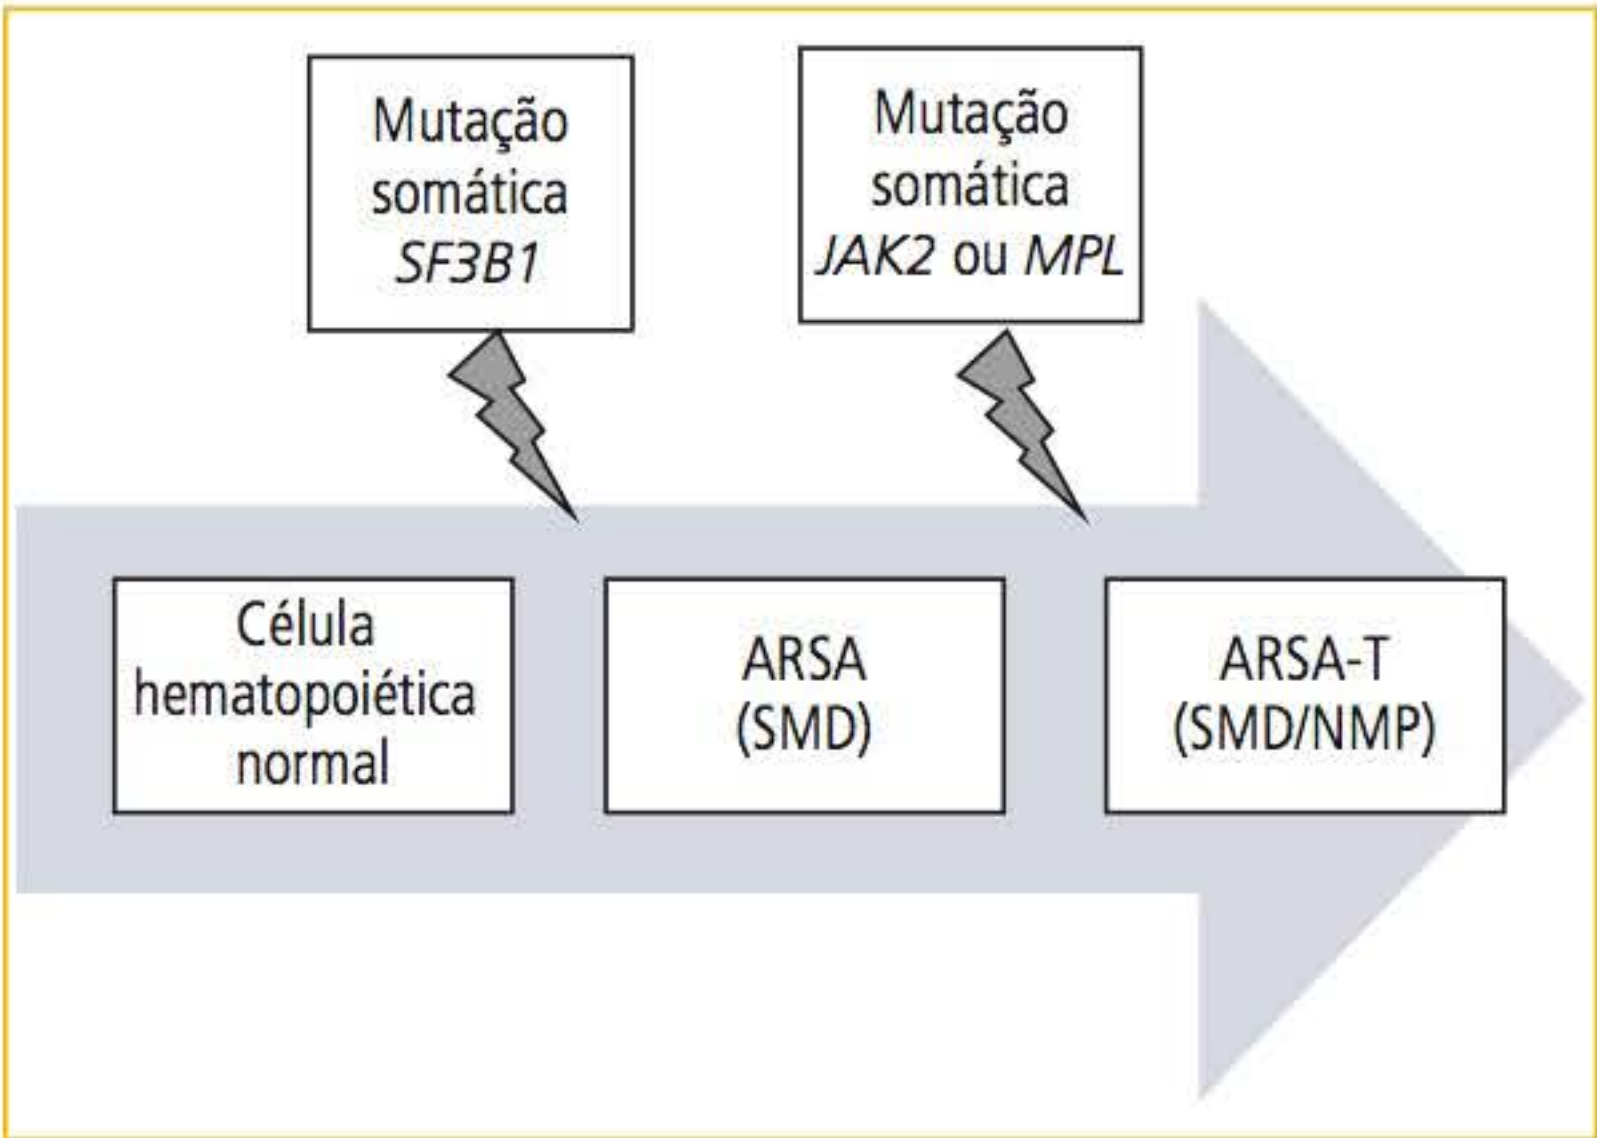 Mutação
somática
SF3B1
Mutação
somática
JAK2 ou MPL
Célula
hematopoiética
normal
ARSA
(SMD)
ARSA-T
(SMD/NMP)